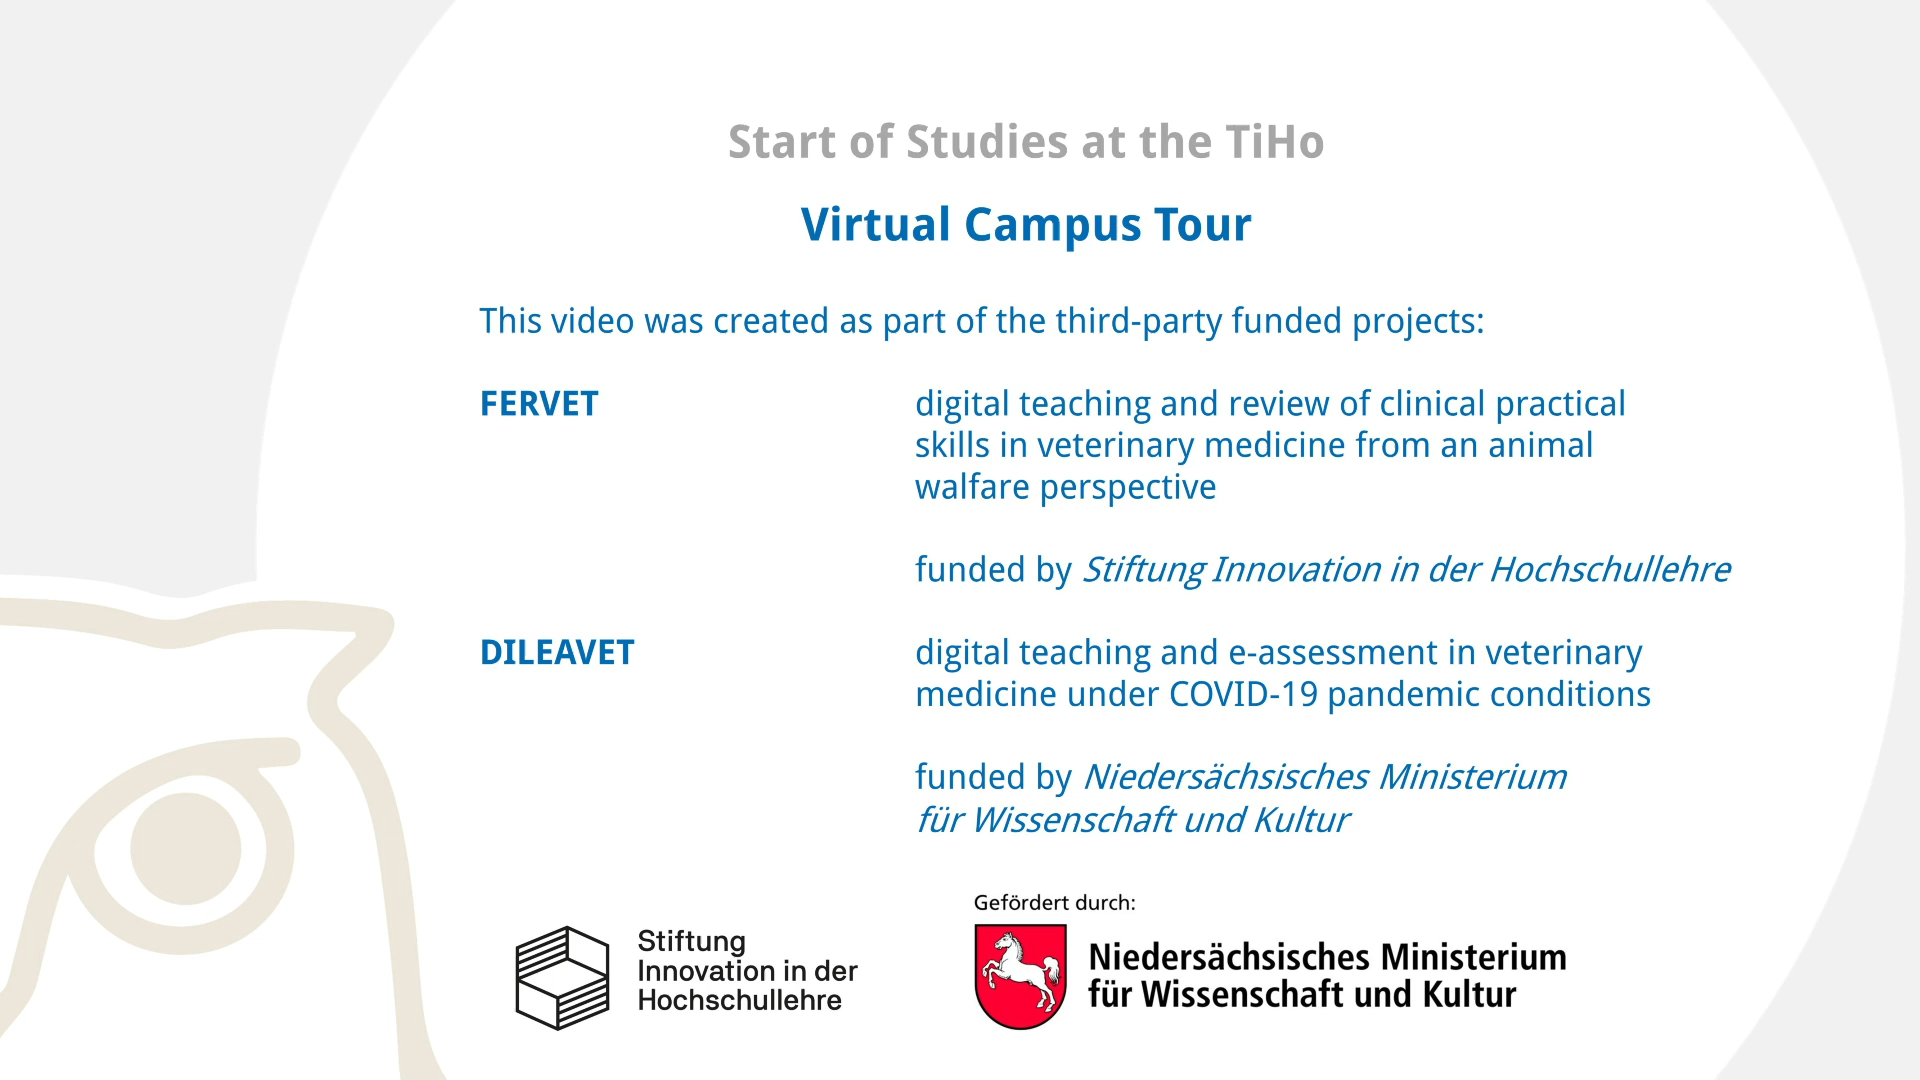 Start of Studies at the TiHo
Virtual Campus Tour
This video was created as part of the third-party funded projects:
FERVET
digital teaching and review of clinical practical
skills in veterinary medicine from an animal
walfare perspective
funded by Stiftung Innovation in der Hochschullehre
DILEAVET
digital teaching and e-assessment in veterinary
medicine under COVID-19 pandemic conditions
funded by Niedersächsisches Ministerium
für Wissenschaft und Kultur
Stiftung
Innovation in der
Hochschullehre
Gefördert durch:
Niedersächsisches Ministerium
für Wissenschaft und Kultur